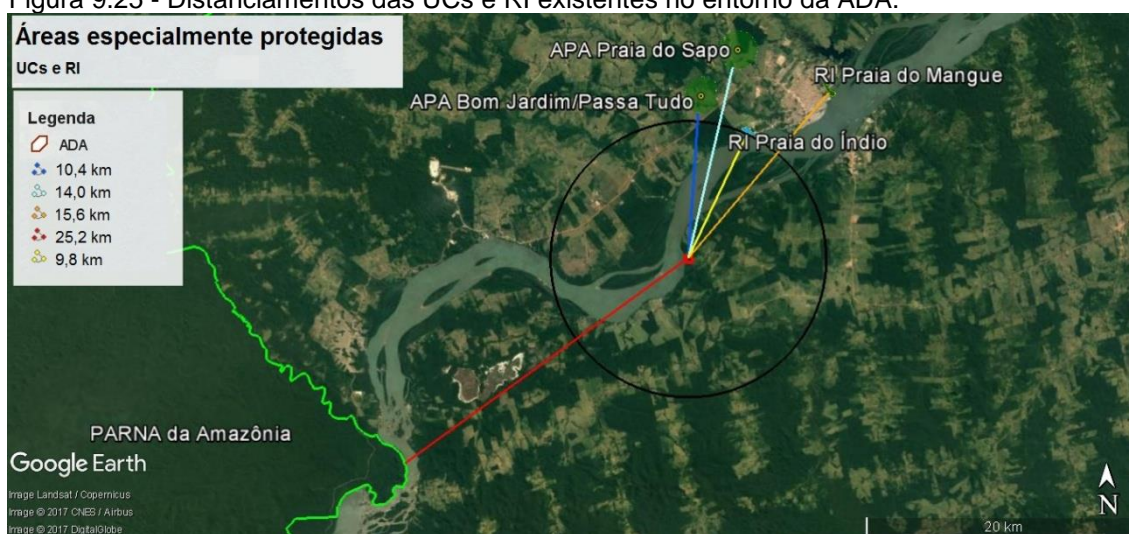 Figura 9.25 - Distanciamentos das UCs e RI existentes no entorno da ADA.
Áreas especialmente protegidas
UCs e RI
Legenda
ADA
10,4 km
14,0 km
15,6 km
25,2 km
9,8 km
APA Praia do Sapo
RI Praia do Mangue
APA Bom Jardim/Passa Tudo
RI Praia do Índio
PARNA da Amazônia
Google Earth
Image Landsat / Copernicus
Image © 2017 CNES / Airbus
Image © 2017 DigitalGlobe
N
20 km